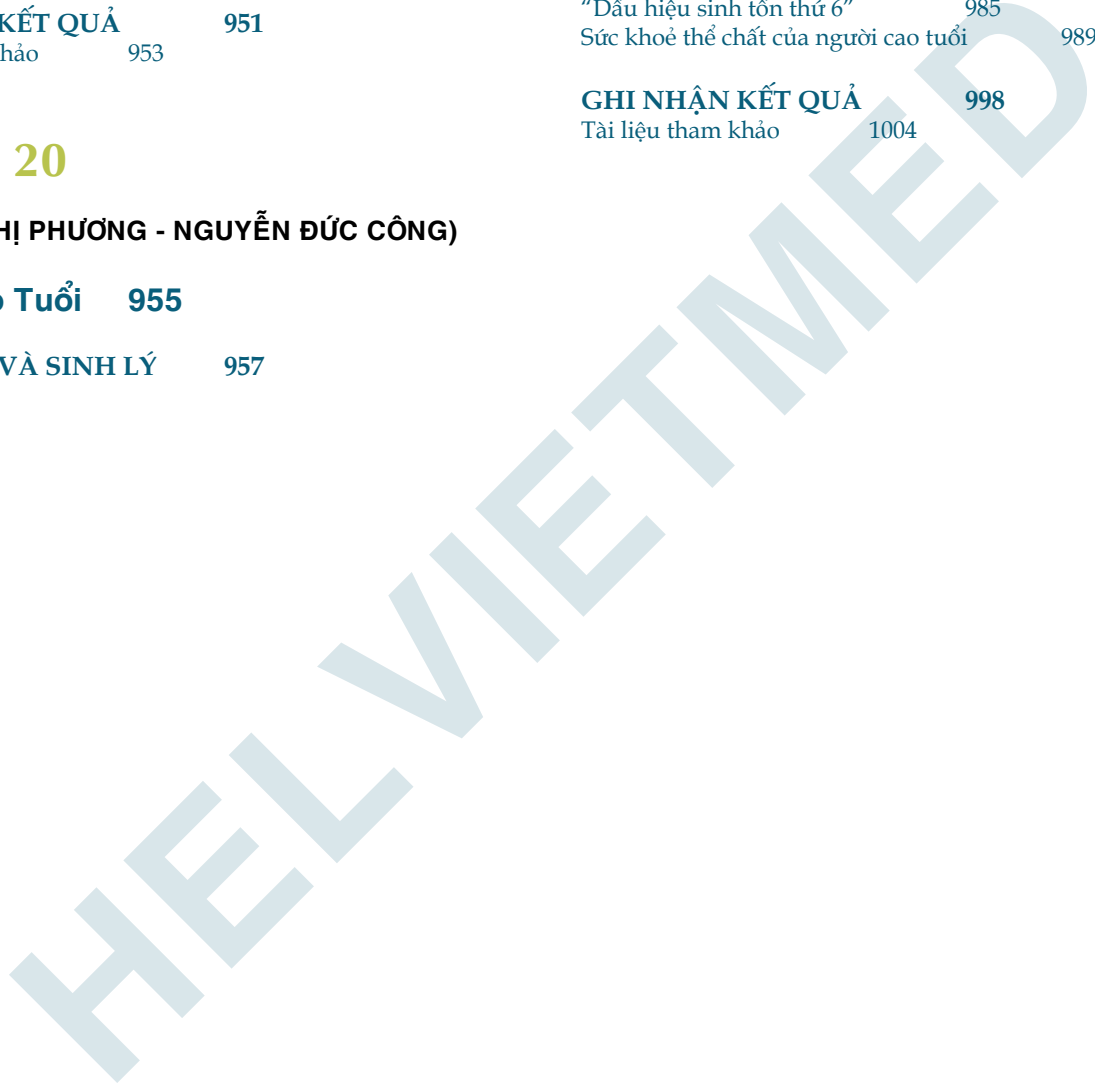 KẾT QUẢ 951
hảo 953
20
HỊ PHƯƠNG - NGUYỄN ĐỨC CÔNG)
Tuổi 955
VÀ SINH LÝ 957
“Dấu hiệu sinh tồn thứ 6” 985
Sức khoẻ thể chất của người cao tuổi 989
GHI NHẬN KẾT QUẢ 998
Tài liệu tham khảo 1004
HELVIETMED